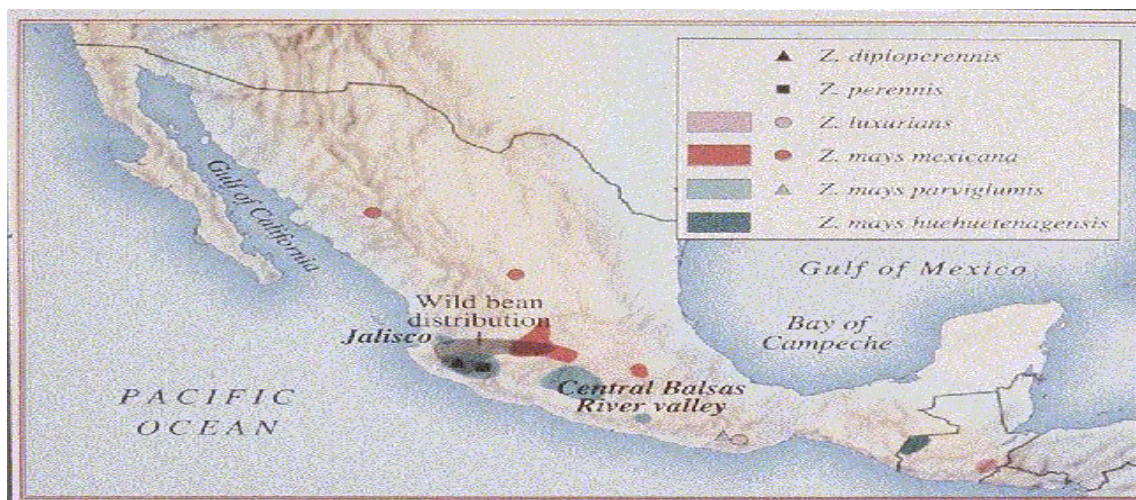 Z. diploperennis
Z. perennis
Z. luxurians
Z. mays mexicana
Z. mays parviglumis
Z. mays huehuetenagensis
Gulf of California
Gulf of Mexico
Wild bean
distribution
Jalisco
Bay of
Campeche
Central Balsas
River valley
PACIFIC
OCEAN